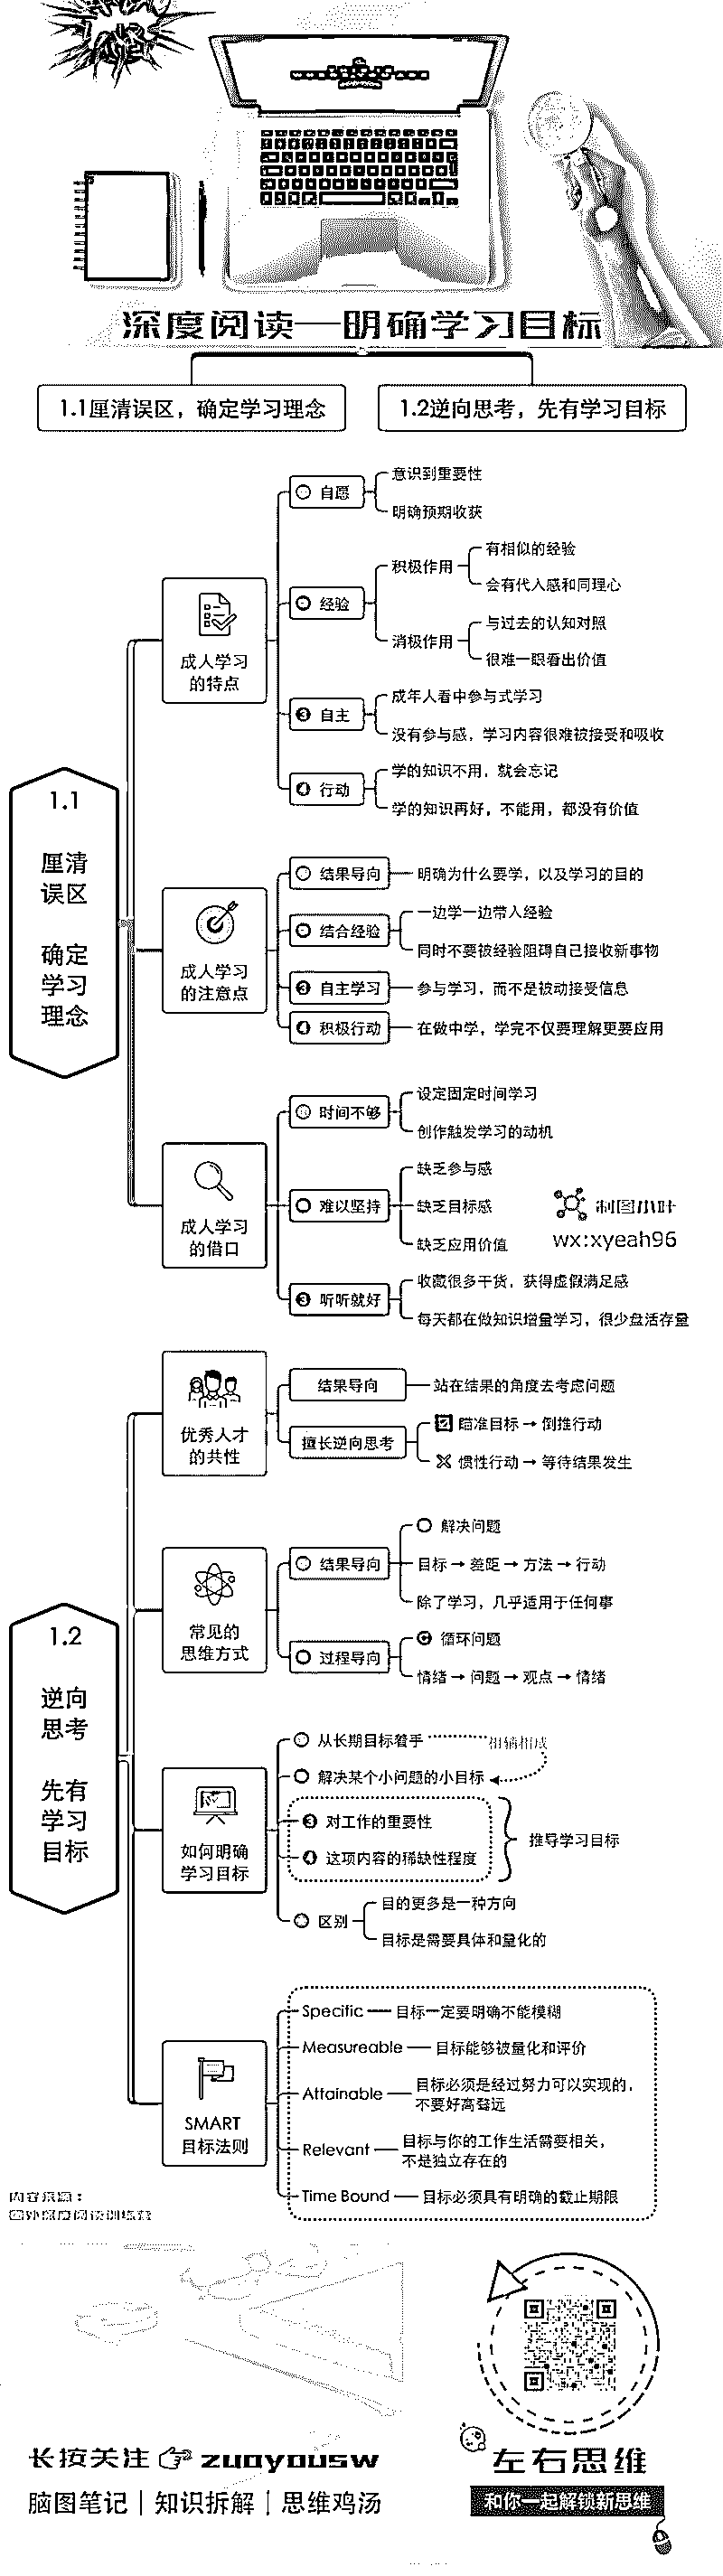 深度阅读—明确学习目标
1.1厘清误区，确定学习理念
1.2逆向思考，先有学习目标
1.1
厘清
误区
确定
学习
理念
成人学习
的特点
自愿
意识到重要性
明确预期收获
经验
积极作用
有相似的经验
会有代入感和同理心
消极作用
与过去的认知对照
很难一眼看出价值
3 自主
成年人看中参与式学习
没有参与感，学习内容很难被接受和吸收
4 行动
学的知识不用，就会忘记
学的知识再好，不能用，都没有价值
成人学习
的注意点
结果导向
明确为什么要学，以及学习的目的
结合经验
一边学一边带入经验
同时不要被经验阻碍自己接收新事物
3 自主学习
参与学习，而不是被动接受信息
4 积极行动
在做中学，学完不仅要理解更要应用
成人学习
的借口
时间不够
设定固定时间学习
创作触发学习的动机
难以坚持
缺乏参与感
缺乏目标感
缺乏应用价值
3 听听就好
收藏很多干货，获得虚假满足感
每天都在做知识增量学习，很少盘活存量
制图小叶
wx:xyeah96
1.2
逆向
思考
先有
学习
目标
优秀人才
的共性
结果导向
站在结果的角度去考虑问题
擅长逆向思考
瞄准目标→倒推行动
惯性行动→等待结果发生
常见的
思维方式
结果导向
解决问题
目标→差距→方法→行动
除了学习，几乎适用于任何事
过程导向
循环问题
情绪→问题→观点→情绪
如何明确
学习目标
从长期目标着手
相辅相成
解决某个小问题的小目标
3 对工作的重要性
4 这项内容的稀缺性程度
推导学习目标
区别
目的更多是一种方向
目标是需要具体和量化的
SMART
目标法则
Specific — 目标一定要明确不能模糊
Measureable — 目标能够被量化和评价
Attainable — 目标必须是经过努力可以实现的，
不要好高骛远
Relevant — 目标与你的工作生活需要相关，
不是独立存在的
Time Bound — 目标必须具有明确的截止期限
内容来源：
深度阅读训练营
长按关注 zuoyousw
脑图笔记｜知识拆解｜思维鸡汤
左右思维
和你一起解锁新思维